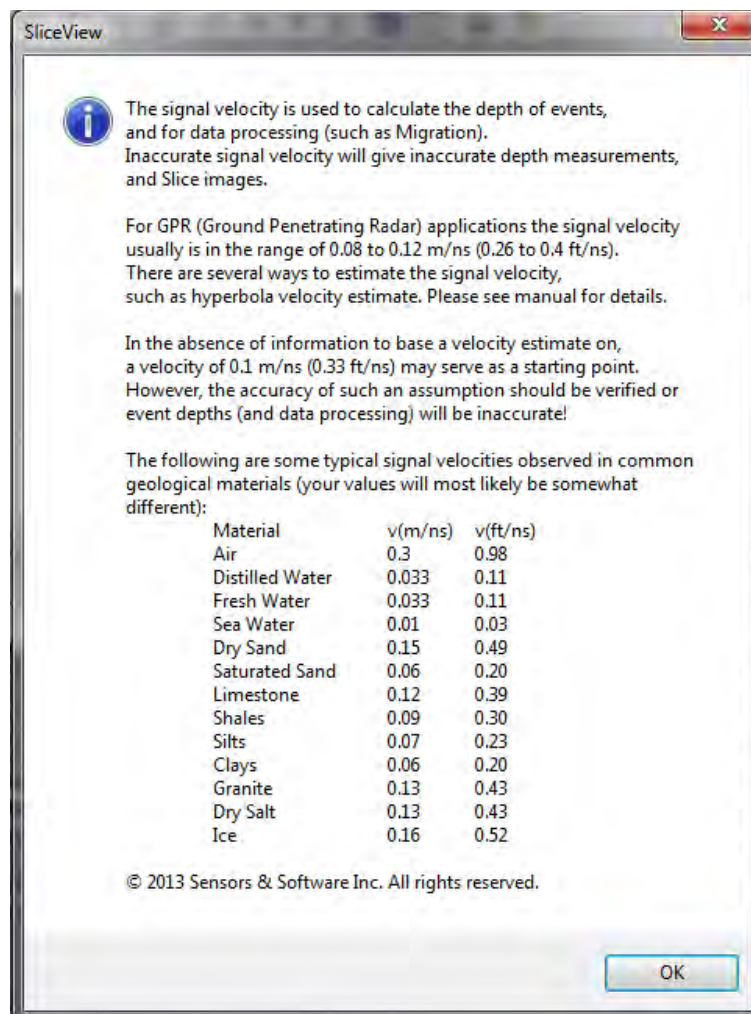 SliceView
The signal velocity is used to calculate the depth of events,
and for data processing (such as Migration).
Inaccurate signal velocity will give inaccurate depth measurements,
and Slice images.
For GPR (Ground Penetrating Radar) applications the signal velocity
usually is in the range of 0.08 to 0.12 m/ns (0.26 to 0.4 ft/ns).
There are several ways to estimate the signal velocity,
such as hyperbola velocity estimate. Please see manual for details.
In the absence of information to base a velocity estimate on,
a velocity of 0.1 m/ns (0.33 ft/ns) may serve as a starting point.
However, the accuracy of such an assumption should be verified or
event depths (and data processing) will be inaccurate!
The following are some typical signal velocities observed in common
geological materials (your values will most likely be somewhat
different):
Material v(m/ns) v(ft/ns)
Air 0.3 0.98
Distilled Water 0.033 0.11
Fresh Water 0.033 0.11
Sea Water 0.01 0.03
Dry Sand 0.15 0.49
Saturated Sand 0.06 0.20
Limestone 0.12 0.39
Shales 0.09 0.30
Silts 0.07 0.23
Clays 0.06 0.20
Granite 0.13 0.43
Dry Salt 0.13 0.43
Ice 0.16 0.52
© 2013 Sensors & Software Inc. All rights reserved.
OK